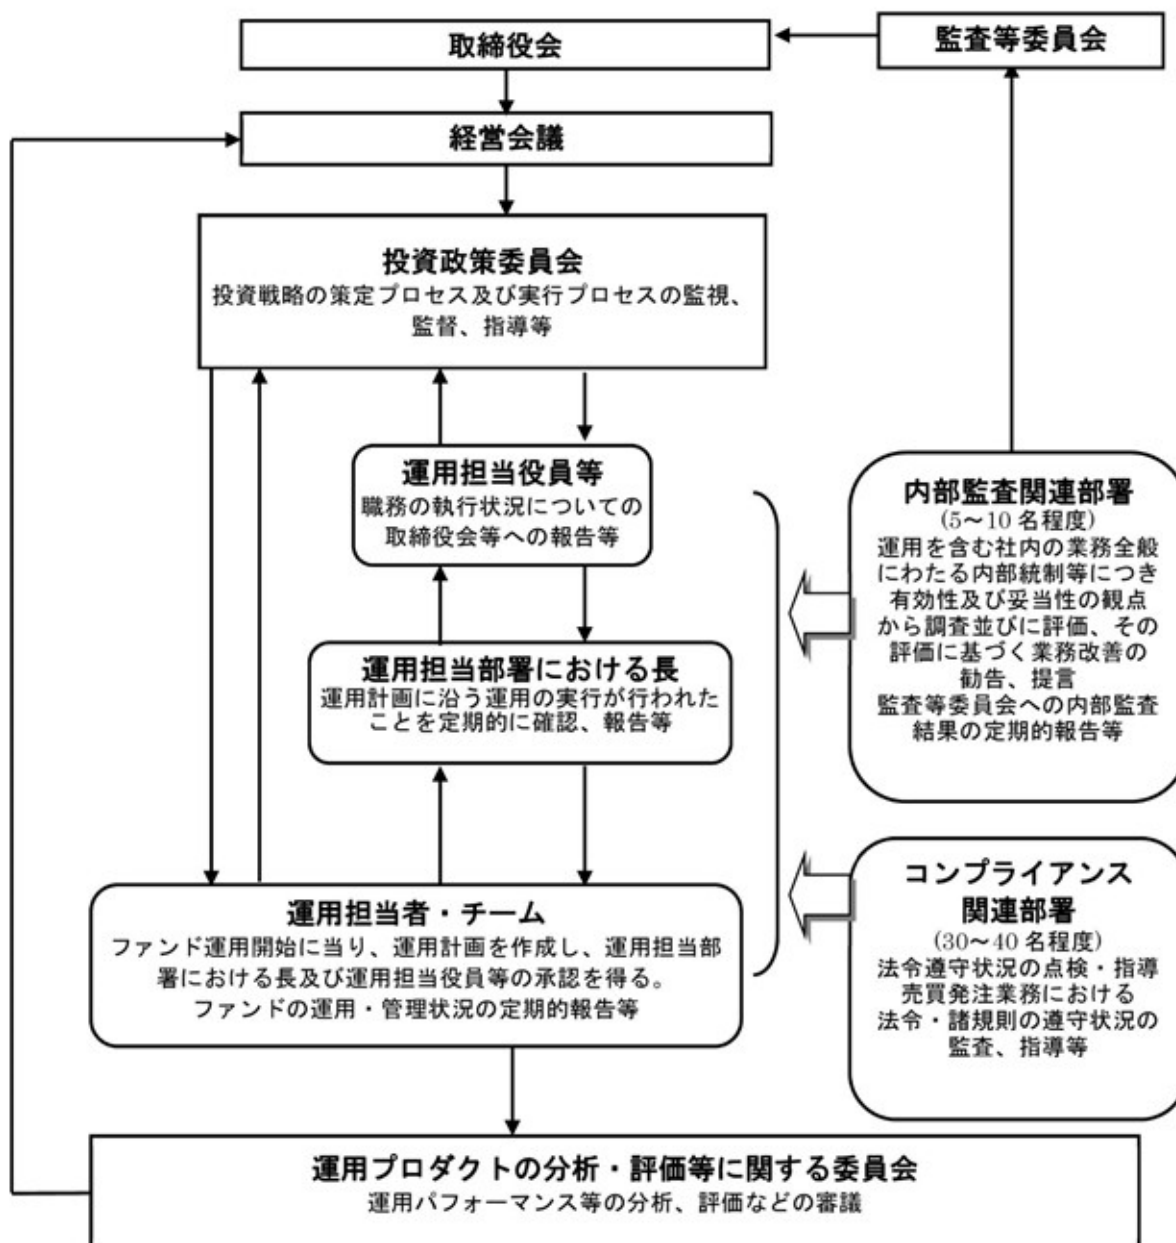 取締役会
監査等委員会
経営会議
投資政策委員会
投資戦略の策定プロセス及び実行プロセスの監視、
監督、指導等
運用担当役員等
職務の執行状況についての
取締役会等への報告等
運用担当部署における長
運用計画に沿う運用の実行が行われた
ことを定期的に確認、報告等
運用担当者・チーム
ファンド運用開始に当り、運用計画を作成し、運用担当部
署における長及び運用担当役員等の承認を得る。
ファンドの運用・管理状況の定期的報告等
内部監査関連部署
(5～10 名程度)
運用を含む社内の業務全般
にわたる内部統制等につき
有効性及び妥当性の観点
から調査並びに評価、その
評価に基づく業務改善の
勧告、提言
監査等委員会への内部監査
結果の定期的報告等
コンプライアンス
関連部署
(30～40 名程度)
法令遵守状況の点検・指導
売買発注業務における
法令・諸規則の遵守状況の
監査、指導等
運用プロダクトの分析・評価等に関する委員会
運用パフォーマンス等の分析、評価などの審議